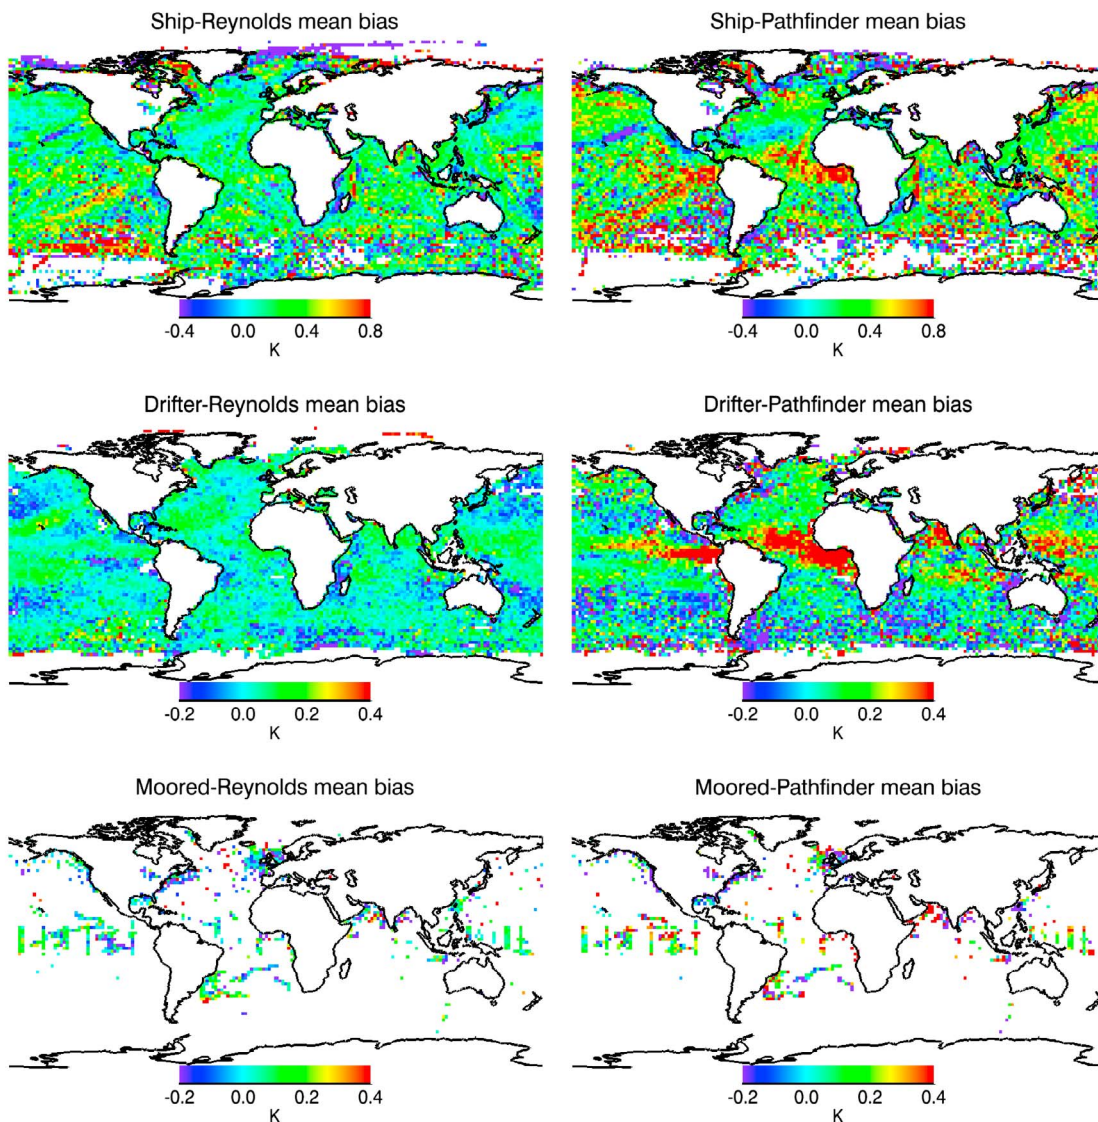 Ship-Reynolds mean bias
Ship-Pathfinder mean bias
-0.4 0.0 0.4 0.8
K
-0.4 0.0 0.4 0.8
K
Drifter-Reynolds mean bias
Drifter-Pathfinder mean bias
-0.2 0.0 0.2 0.4
K
-0.2 0.0 0.2 0.4
K
Moored-Reynolds mean bias
Moored-Pathfinder mean bias
-0.2 0.0 0.2 0.4
K
-0.2 0.0 0.2 0.4
K